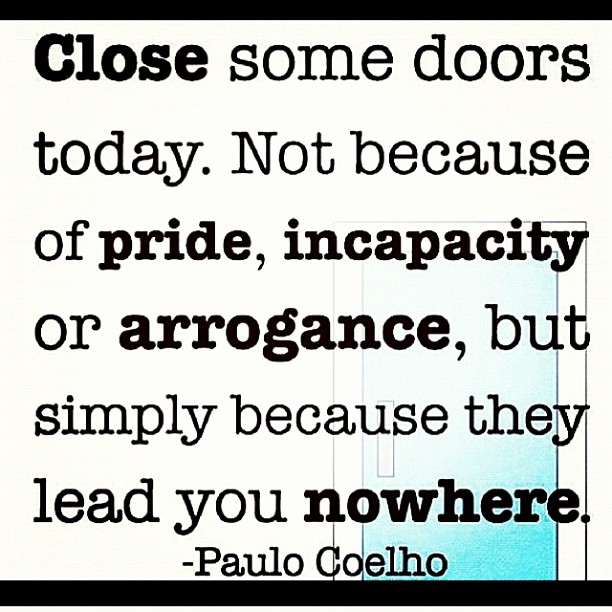 Close some doors
today. Not because
of pride, incapacity
or arrogance, but
simply because they
lead you nowhere.
-Paulo Coelho